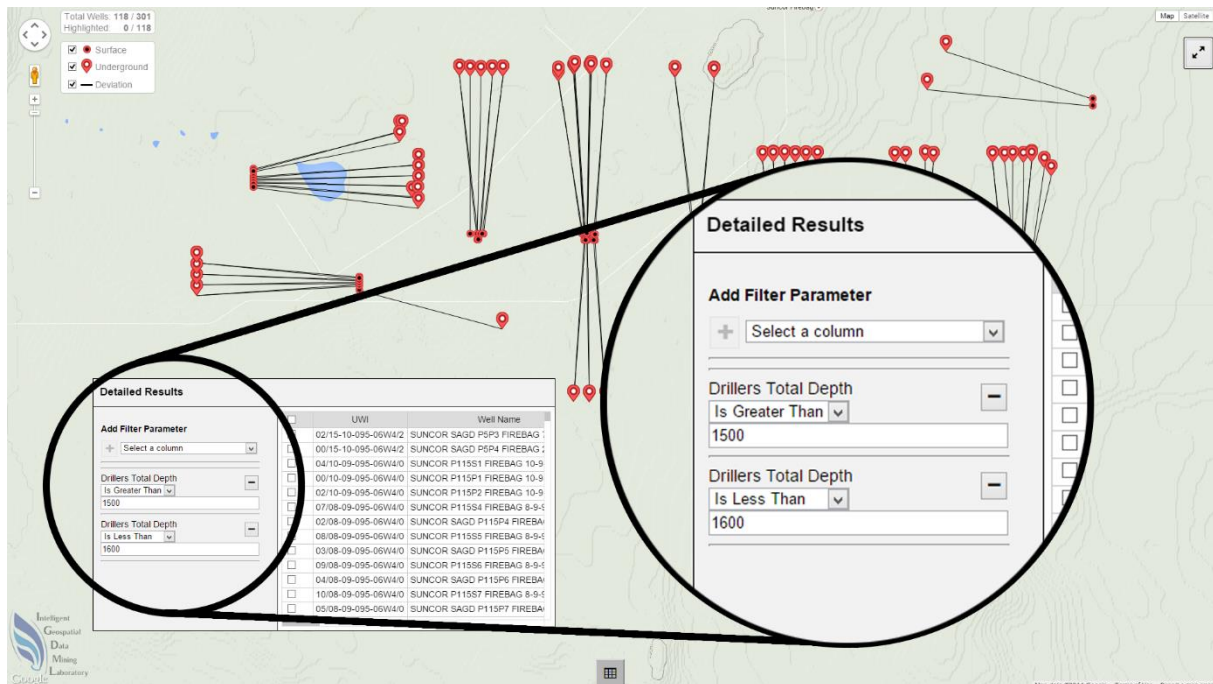 Total Wells: 118 / 301
Highlighted: 0 / 118
Surface
Underground
Deviation
Map Satellite
Detailed Results
Add Filter Parameter
Select a column
Drillers Total Depth
Is Greater Than
1500
Drillers Total Depth
Is Less Than
1600
Detailed Results
Add Filter Parameter
Select a column
Drillers Total Depth
Is Greater Than
1500
Drillers Total Depth
Is Less Than
1600
UWI Well Name
02/15-10-095-06W4/2 SUNCOR SAGD P5P3 FIREBAG
00/15-10-095-06W4/2 SUNCOR SAGD P5P4 FIREBAG
04/10-09-095-06W4/0 SUNCOR P115S1 FIREBAG 10-9
00/10-09-095-06W4/0 SUNCOR P115P1 FIREBAG 10-9
02/10-09-095-06W4/0 SUNCOR P115P2 FIREBAG 10-9
07/08-09-095-06W4/0 SUNCOR P115S4 FIREBAG 8-9-9
02/08-09-095-06W4/0 SUNCOR SAGD P115P4 FIREBA
08/08-09-095-06W4/0 SUNCOR P115S5 FIREBAG 8-9-9
03/08-09-095-06W4/0 SUNCOR SAGD P115P5 FIREBA
09/08-09-095-06W4/0 SUNCOR P115S6 FIREBAG 8-9-9
04/08-09-095-06W4/0 SUNCOR SAGD P115P6 FIREBA
10/08-09-095-06W4/0 SUNCOR P115S7 FIREBAG 8-9-9
05/08-09-095-06W4/0 SUNCOR SAGD P115P7 FIREBA
Intelligent
Geospatial
Data
Mining
Laboratory
Google